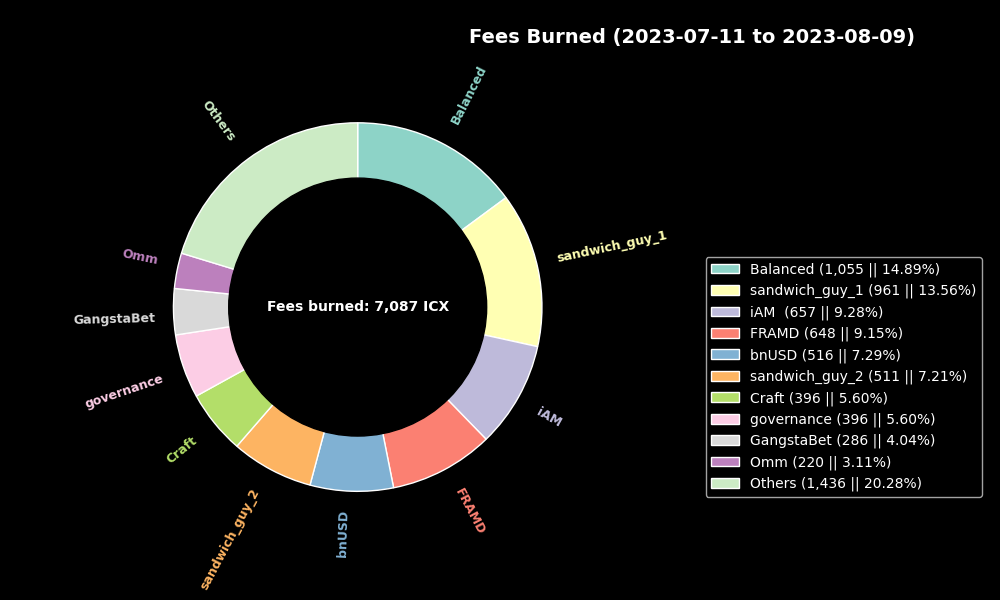 Fees Burned (2023-07-11 to 2023-08-09)
Balanced
Others
sandwich_guy_1
Omm
GangstaBet
Fees burned: 7,087 ICX
governance
iAM
Craft
FRAMD
sandwich_guy_2
bnUSD
Balanced (1,055 || 14.89%)
sandwich_guy_1 (961 || 13.56%)
iAM  (657 || 9.28%)
FRAMD (648 || 9.15%)
bnUSD (516 || 7.29%)
sandwich_guy_2 (511 || 7.21%)
Craft (396 || 5.60%)
governance (396 || 5.60%)
GangstaBet (286 || 4.04%)
Omm (220 || 3.11%)
Others (1,436 || 20.28%)